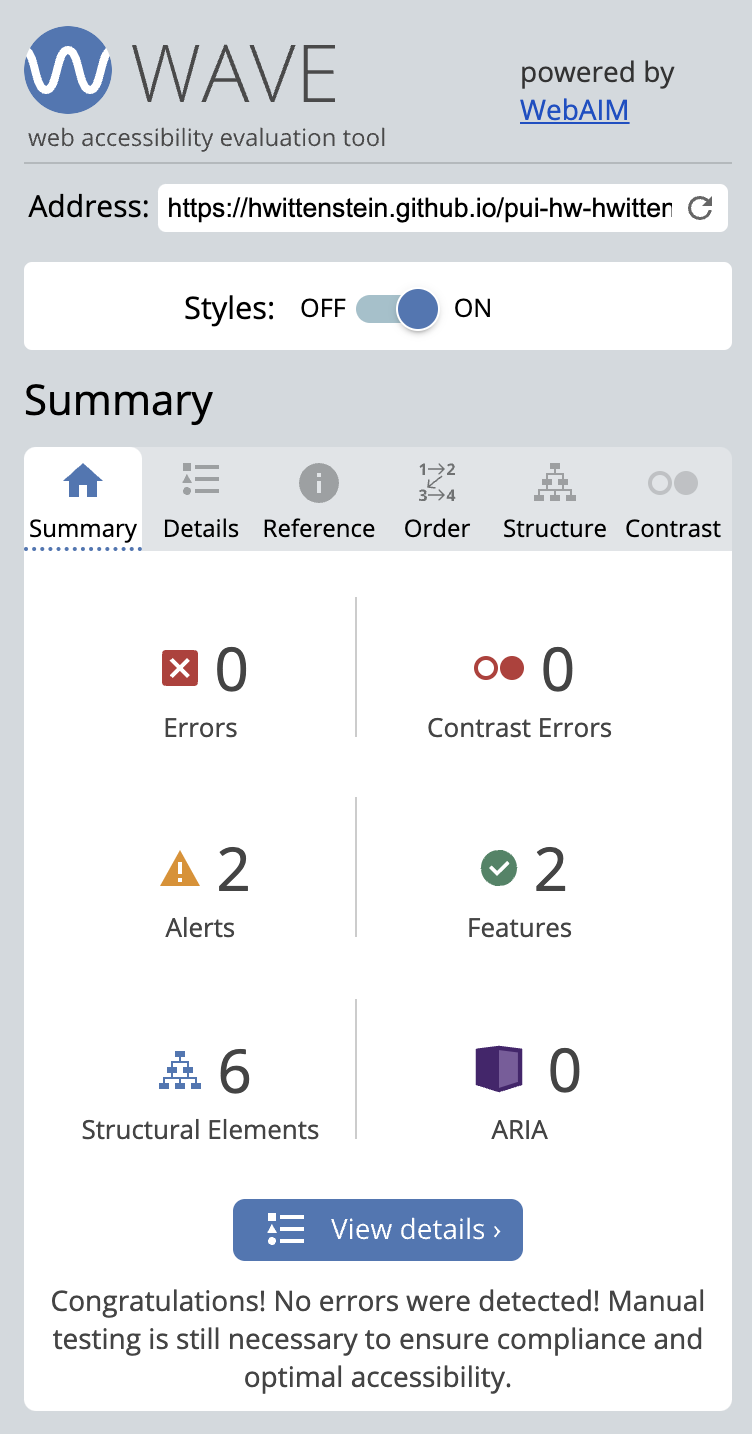 WAVE
powered by
WebAIM
web accessibility evaluation tool
Address: https://hwittenstein.github.io/pui-hw-hwitten
Styles: OFF ON
Summary
1→2
3→4
Summary Details Reference Order Structure Contrast
0 0
Errors Contrast Errors
2 2
Alerts Features
6 0
Structural Elements ARIA
View details ›
Congratulations! No errors were detected! Manual
testing is still necessary to ensure compliance and
optimal accessibility.